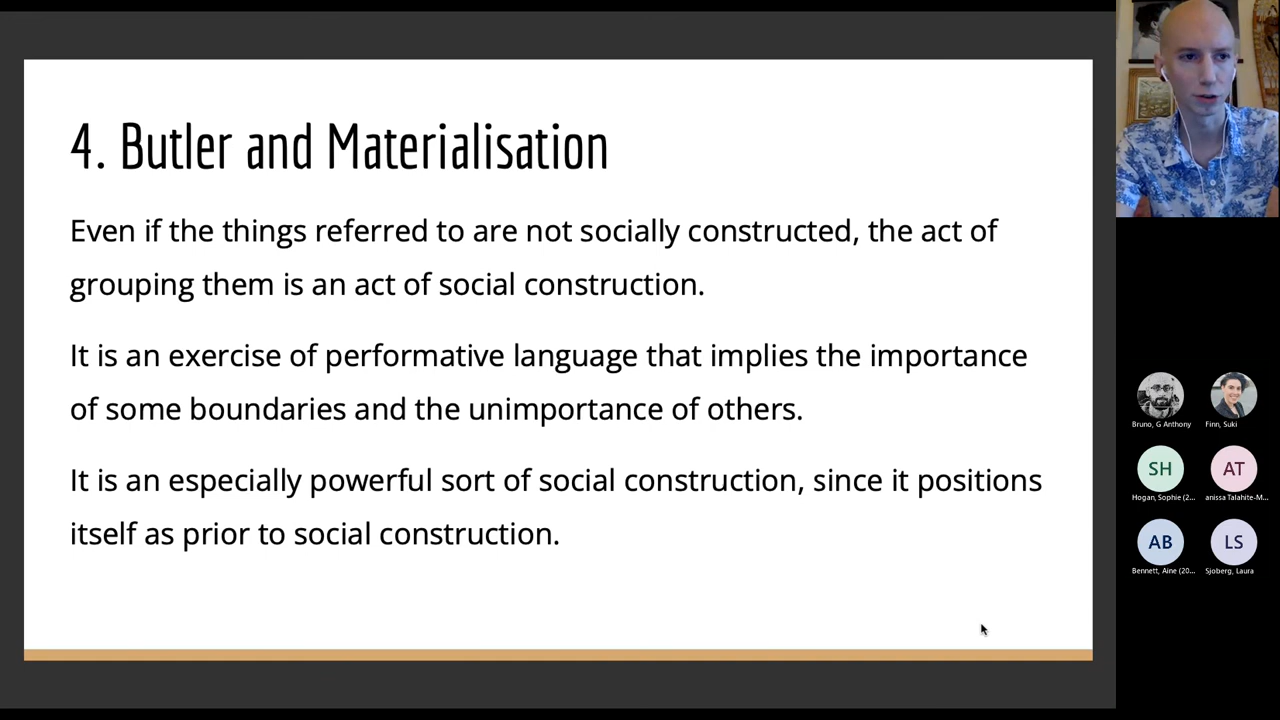 4. Butler and Materialisation
Even if the things referred to are not socially constructed, the act of
grouping them is an act of social construction.
It is an exercise of performative language that implies the importance
of some boundaries and the unimportance of others.
It is an especially powerful sort of social construction, since it positions
itself as prior to social construction.
Bruno, G Anthony
Finn, Suki
SH
AT
Hogan, Sophie (2...
anissa Talahite-M...
AB
LS
Bennett, Aine (20...
Sjoberg, Laura